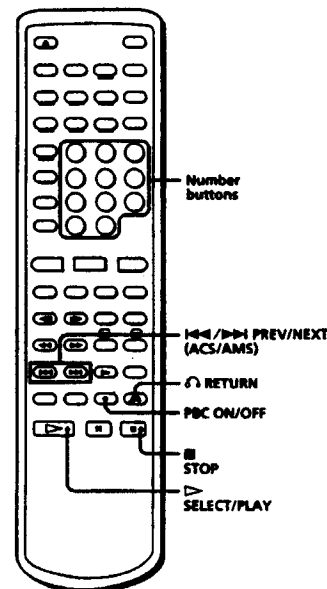 Number
buttons
⏮/⏭ PREV/NEXT
(ACS/AMS)
↶ RETURN
PBC ON/OFF
■
STOP
▷
SELECT/PLAY